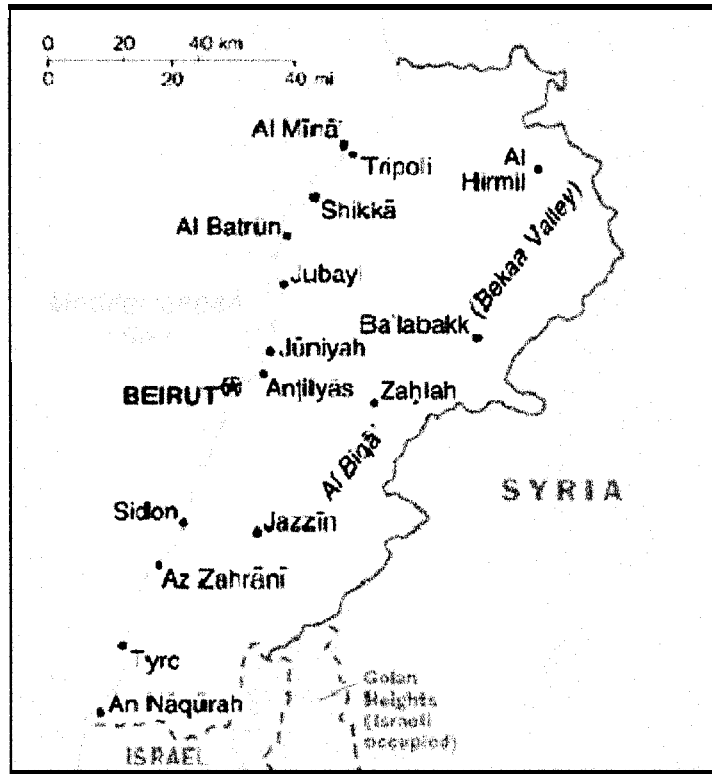 0 20 40 km
0 20 40 mi
Al Mīnā'
Tripoli
Al
Hirmil
Shikkā
Al Batrūn
Jubayl
(Bekaa Valley)
Ba'labakk
Jūniyah
BEIRUT
Anţilyās
Zahlah
Al Biqā'
SYRIA
Sidon
Jazzīn
Az Zahrānī
Tyre
An Nāqūrah
Golan
Heights
(Israeli
occupied)
ISRAEL